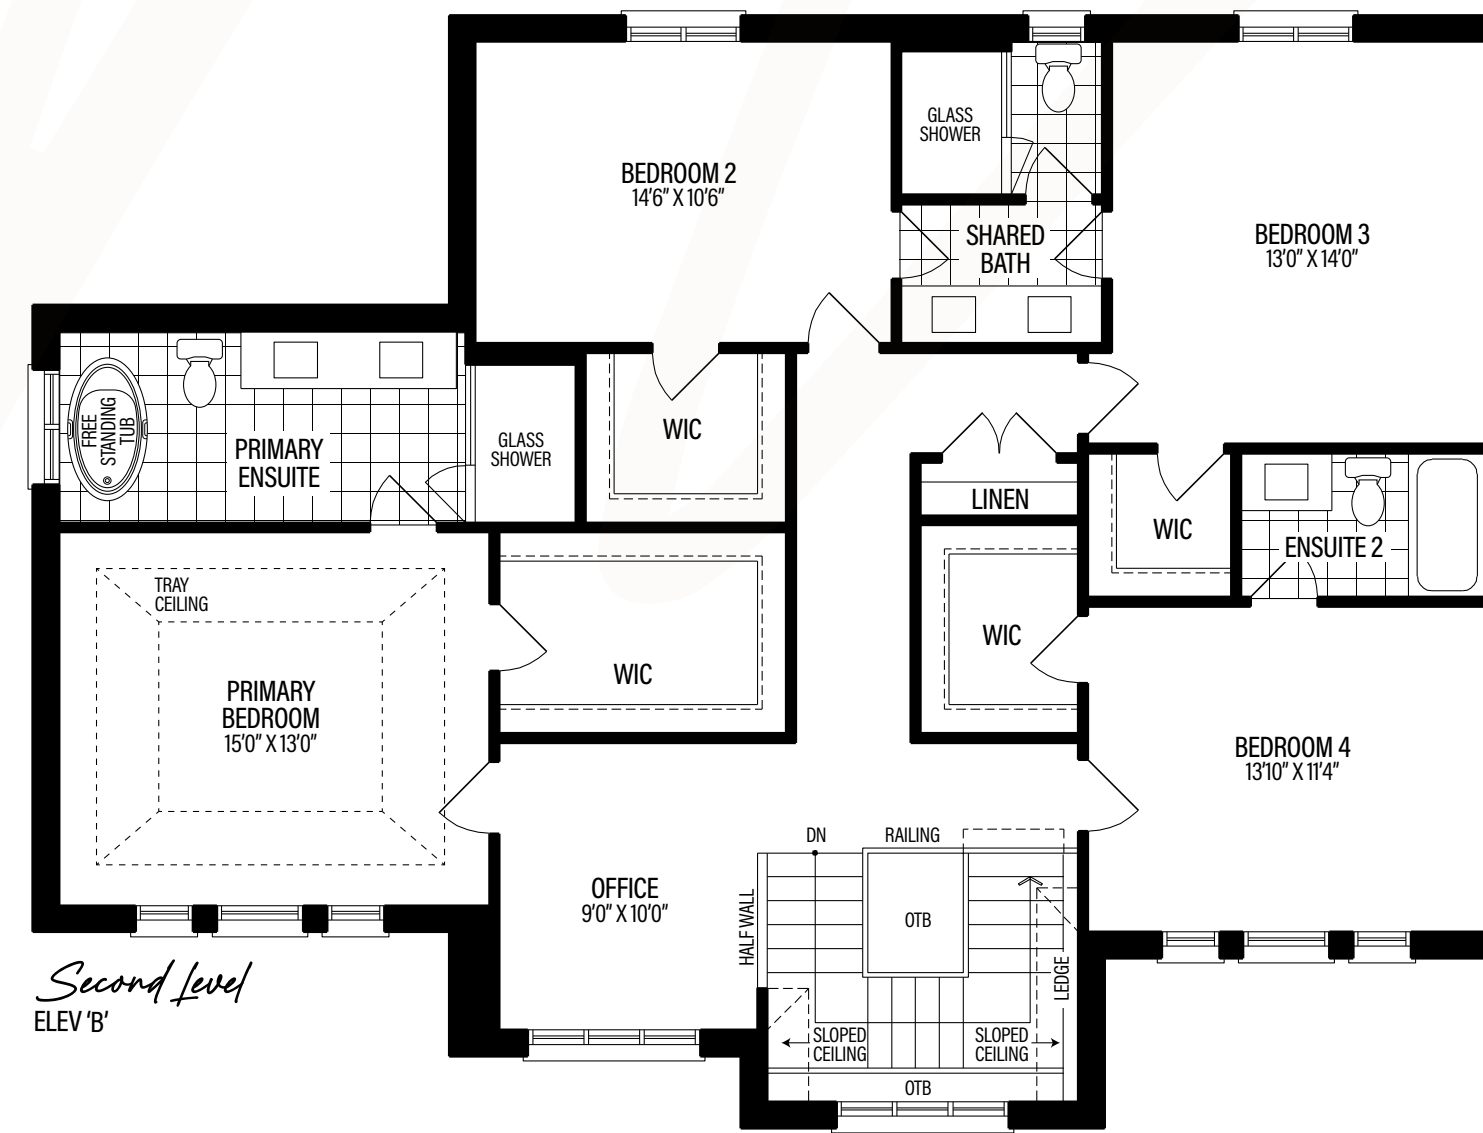 BEDROOM 2
14'6" X 10'6"
GLASS
SHOWER
SHARED
BATH
BEDROOM 3
13'0" X 14'0"
FREE
STANDING
TUB
PRIMARY
ENSUITE
GLASS
SHOWER
WIC
LINEN
WIC
ENSUITE 2
TRAY
CEILING
PRIMARY
BEDROOM
15'0" X 13'0"
WIC
WIC
BEDROOM 4
13'10" X 11'4"
OFFICE
9'0" X 10'0"
DN
RAILING
HALF WALL
OTB
LEDGE
SLOPED
CEILING
SLOPED
CEILING
OTB
Second Level
ELEV ‘B’